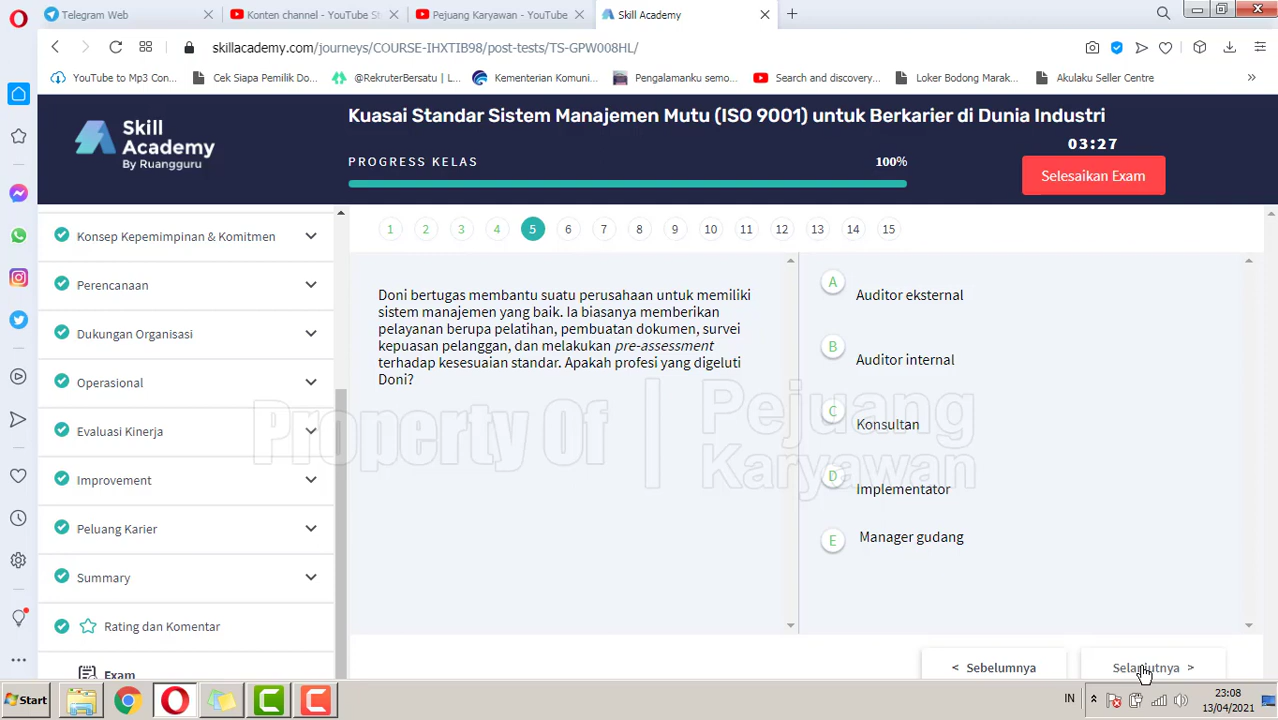 Telegram Web
Konten channel - YouTube St
Pejuang Karyawan - YouTube
Skill Academy
skillacademy.com/journeys/COURSE-IHXTIB98/post-tests/TS-GPW008HL/
YouTube to Mp3 Con...
Cek Siapa Pemilik Do...
@RekruterBersatu | L...
Kementerian Komuni...
Pengalamanku semo...
Search and discovery...
Loker Bodong Marak...
Akulaku Seller Centre
Skill
Academy
By Ruangguru
Kuasai Standar Sistem Manajemen Mutu (ISO 9001) untuk Berkarier di Dunia Industri
PROGRESS KELAS
100%
03:27
Selesaikan Exam
Konsep Kepemimpinan & Komitmen
Perencanaan
Dukungan Organisasi
Operasional
Evaluasi Kinerja
Improvement
Peluang Karier
Summary
Rating dan Komentar
Exam
1 2 3 4 5 6 7 8 9 10 11 12 13 14 15
Doni bertugas membantu suatu perusahaan untuk memiliki
sistem manajemen yang baik. Ia biasanya memberikan
pelayanan berupa pelatihan, pembuatan dokumen, survei
kepuasan pelanggan, dan melakukan pre-assessment
terhadap kesesuaian standar. Apakah profesi yang digeluti
Doni?
A Auditor eksternal
B Auditor internal
C Konsultan
D Implementator
E Manager gudang
Property Of | Pejuang
Karyawan
< Sebelumnya
Selanjutnya >
Start
IN
23:08
13/04/2021